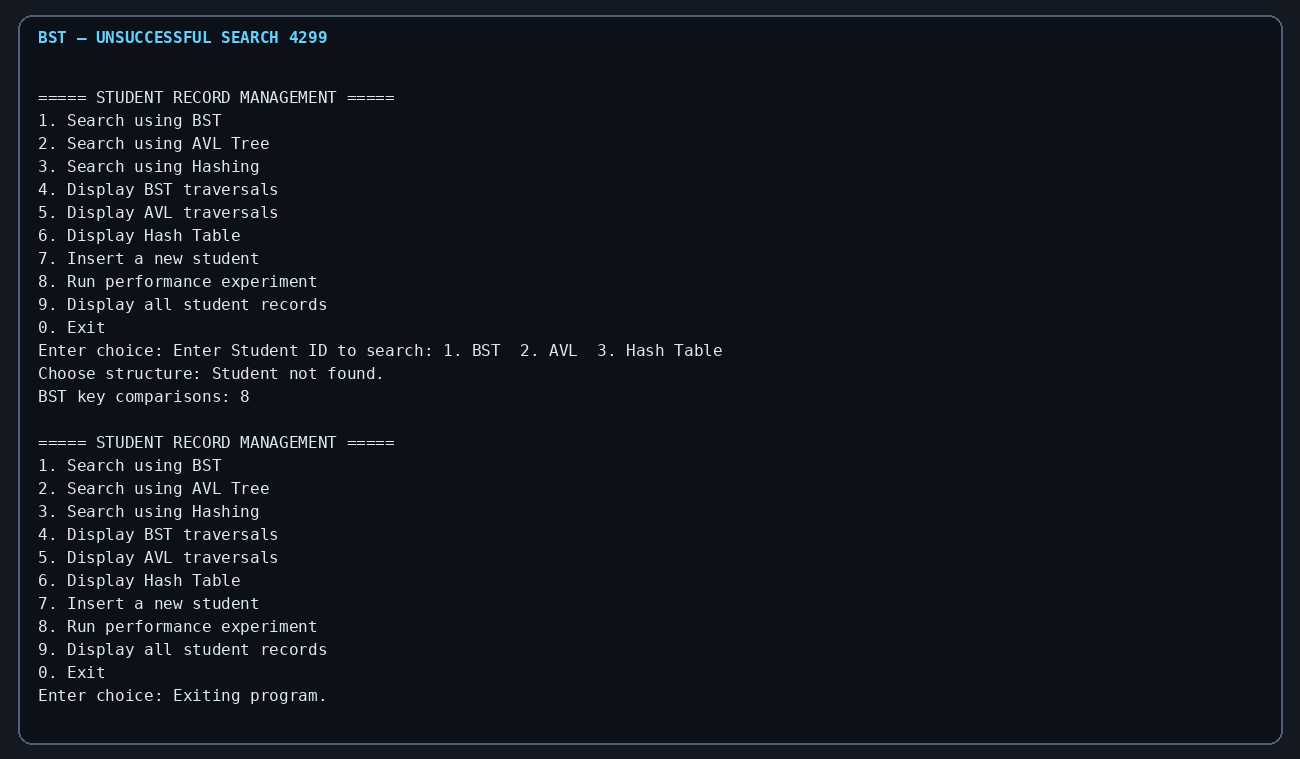 BST — UNSUCCESSFUL SEARCH 4299
===== STUDENT RECORD MANAGEMENT =====
1. Search using BST
2. Search using AVL Tree
3. Search using Hashing
4. Display BST traversals
5. Display AVL traversals
6. Display Hash Table
7. Insert a new student
8. Run performance experiment
9. Display all student records
0. Exit
Enter choice: Enter Student ID to search: 1. BST  2. AVL  3. Hash Table
Choose structure: Student not found.
BST key comparisons: 8
===== STUDENT RECORD MANAGEMENT =====
1. Search using BST
2. Search using AVL Tree
3. Search using Hashing
4. Display BST traversals
5. Display AVL traversals
6. Display Hash Table
7. Insert a new student
8. Run performance experiment
9. Display all student records
0. Exit
Enter choice: Exiting program.